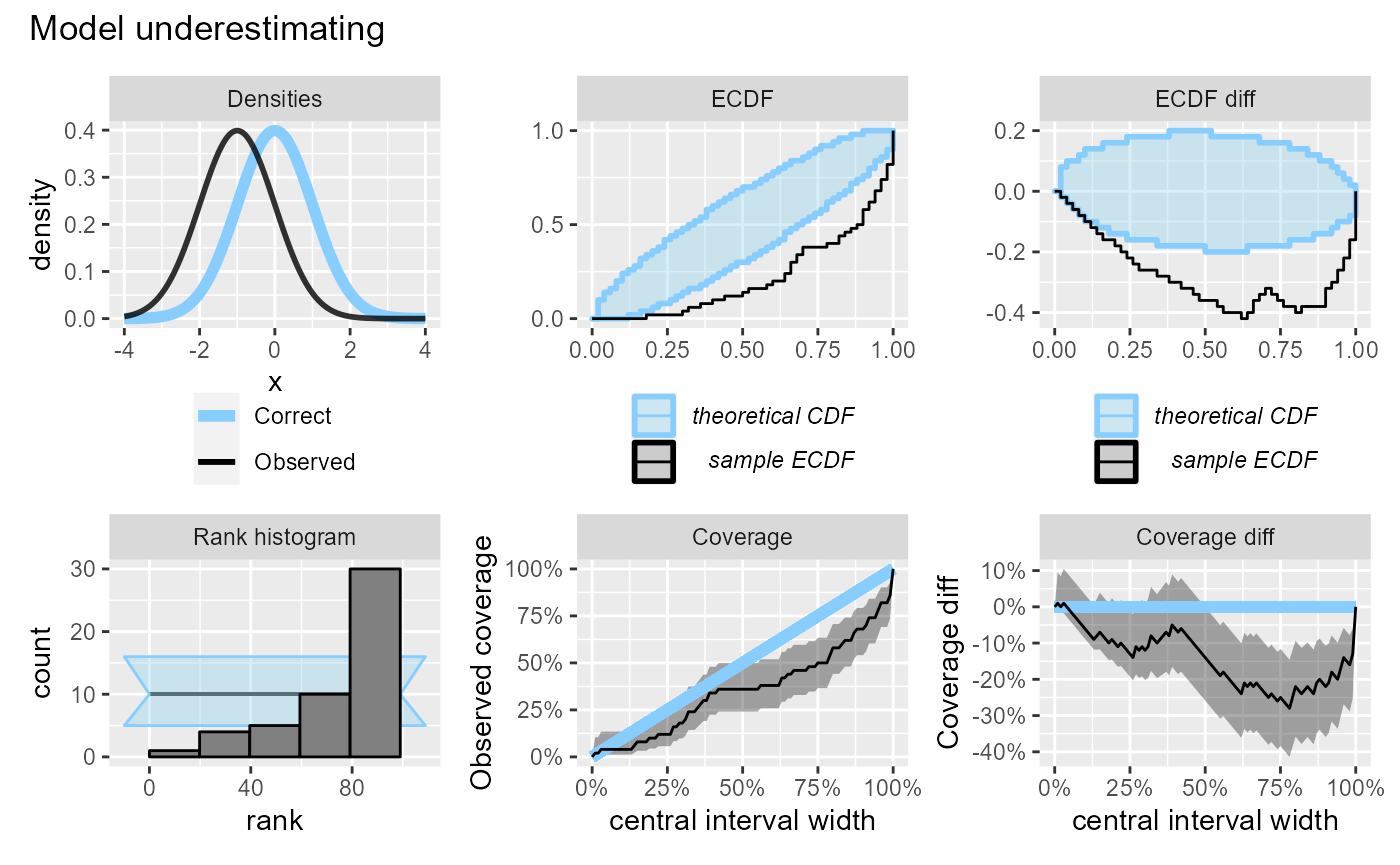 Model underestimating
Densities
density
0.4
0.3
0.2
0.1
0.0
-4 -2 0 2 4
x
Correct
Observed
ECDF
1.0
0.5
0.0
0.00 0.25 0.50 0.75 1.00
theoretical CDF
sample ECDF
ECDF diff
0.2
0.0
-0.2
-0.4
0.00 0.25 0.50 0.75 1.00
theoretical CDF
sample ECDF
Rank histogram
count
30
20
10
0
0 40 80
rank
Coverage
Observed coverage
100%
75%
50%
25%
0%
0% 25% 50% 75% 100%
central interval width
Coverage diff
Coverage diff
10%
0%
-10%
-20%
-30%
-40%
0% 25% 50% 75% 100%
central interval width